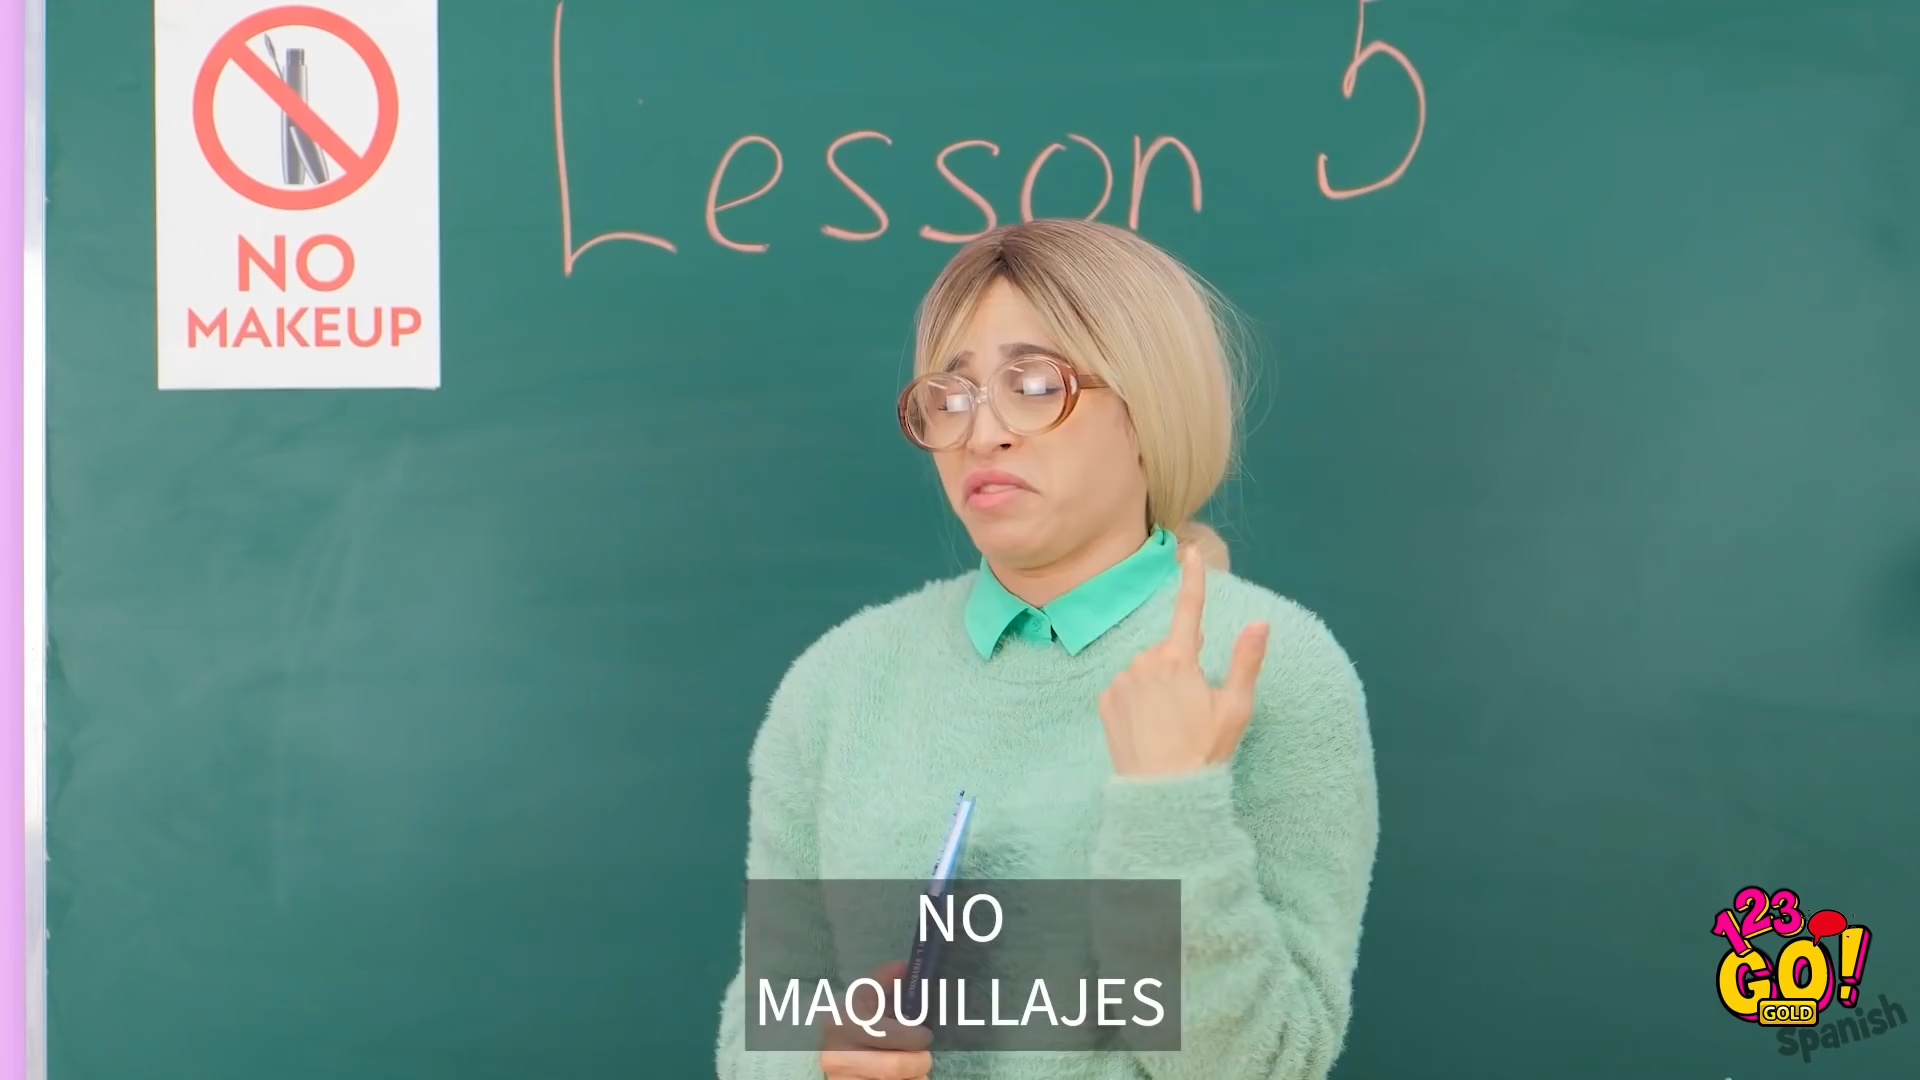 Lesson 5
NO
MAKEUP
NO
MAQUILLAJES
123
GO!
GOLD
Spanish